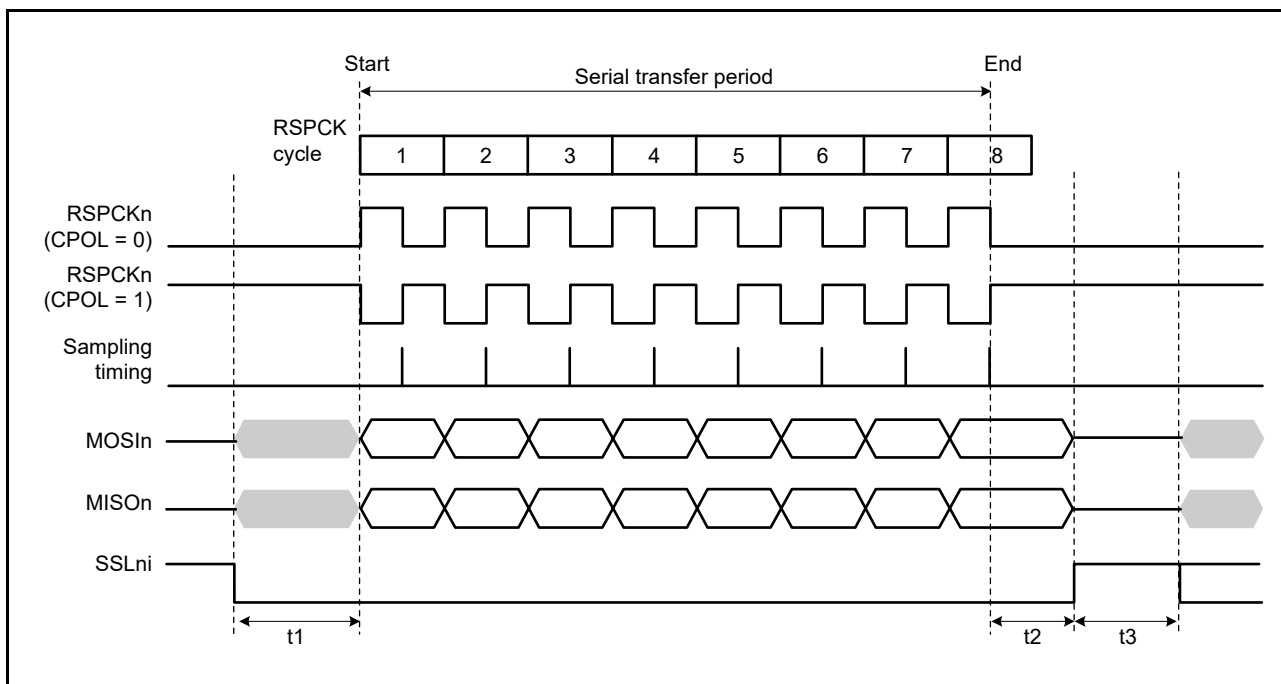 Start
End
Serial transfer period
RSPCK
cycle
1 2 3 4 5 6 7 8
RSPCKn
(CPOL = 0)
RSPCKn
(CPOL = 1)
Sampling
timing
MOSIn
MISOn
SSLni
t1
t2
t3